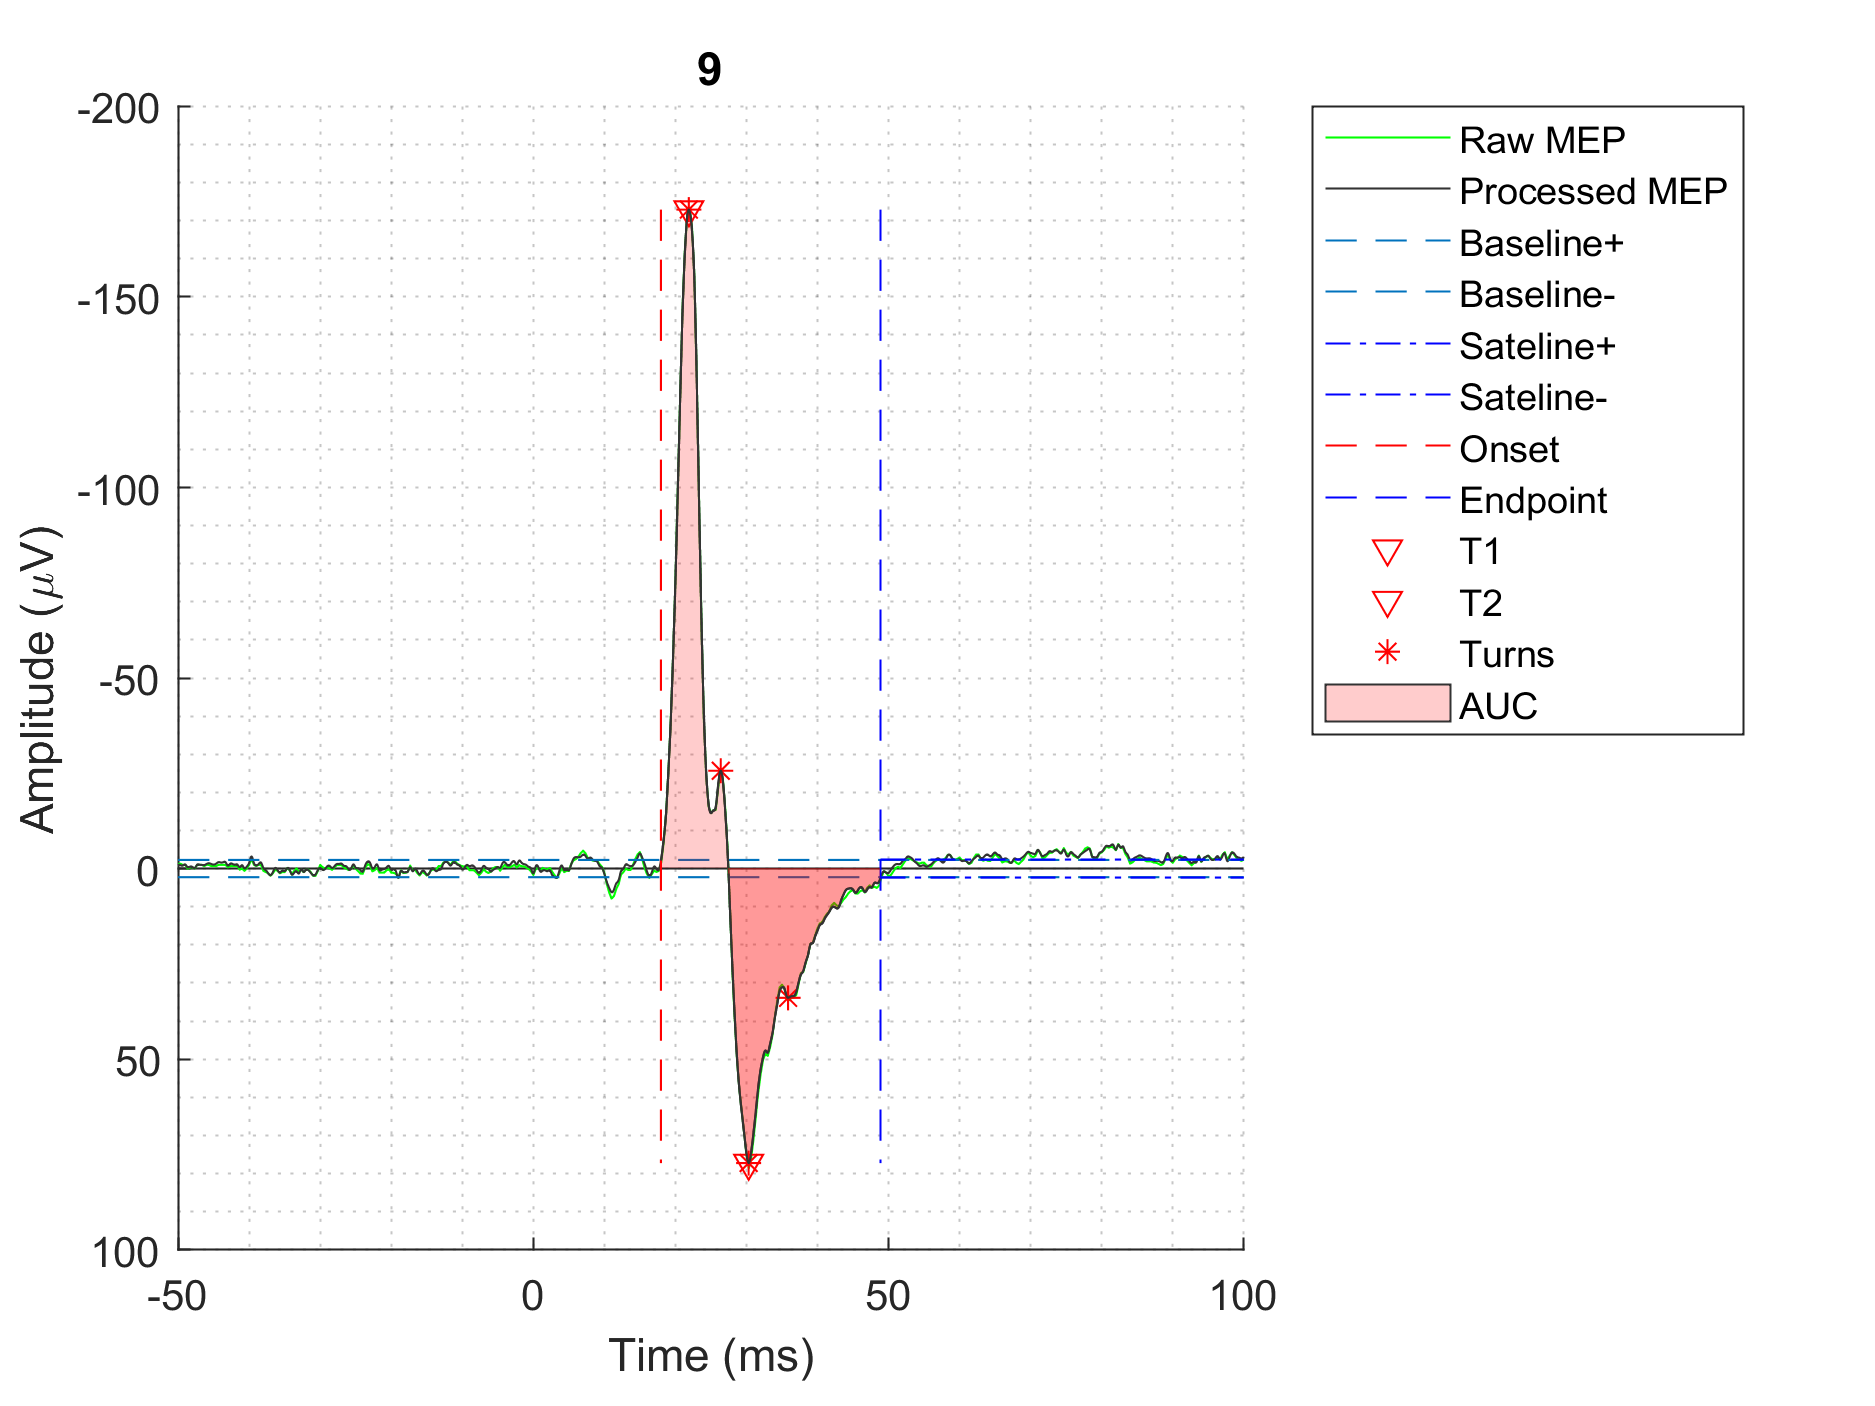 9
-200
-150
-100
-50
0
50
100
Amplitude (μV)
-50 0 50 100
Time (ms)
Raw MEP
Processed MEP
Baseline+
Baseline-
Sateline+
Sateline-
Onset
Endpoint
T1
T2
Turns
AUC